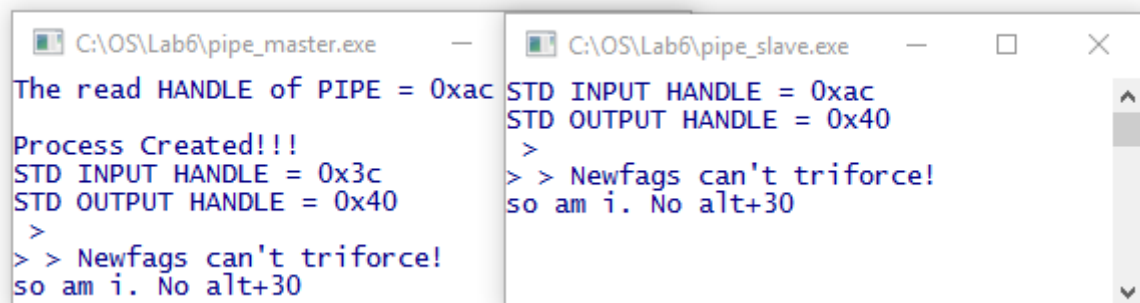 C:\OS\Lab6\pipe_master.exe
The read HANDLE of PIPE = 0xac
Process Created!!!
STD INPUT HANDLE = 0x3c
STD OUTPUT HANDLE = 0x40
>
> > Newfags can't triforce!
so am i. No alt+30
C:\OS\Lab6\pipe_slave.exe
STD INPUT HANDLE = 0xac
STD OUTPUT HANDLE = 0x40
>
> > Newfags can't triforce!
so am i. No alt+30